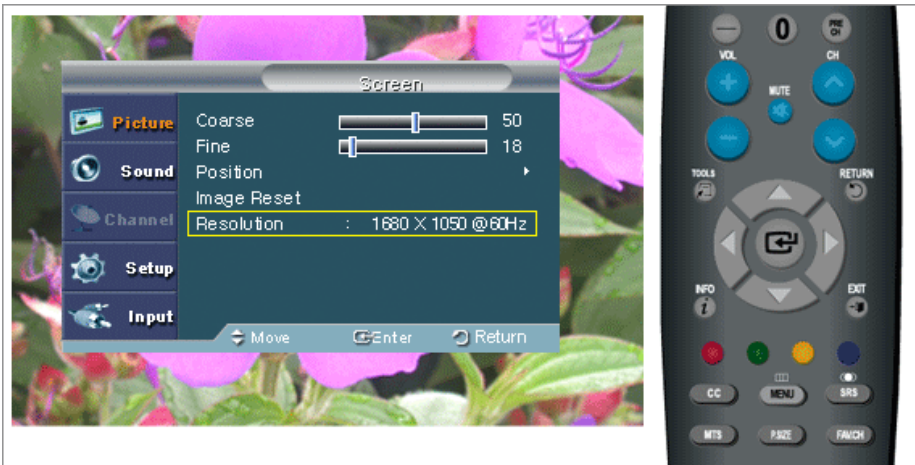 Screen
Picture
Sound
Channel
Setup
Input
Coarse 50
Fine 18
Position
Image Reset
Resolution : 1680 X 1050 @60Hz
Move Enter Return
0 PRE CH
VOL CH
MUTE
TOOLS RETURN
INFO EXIT
CC MENU SRS
MTS P.SIZE FAV.CH